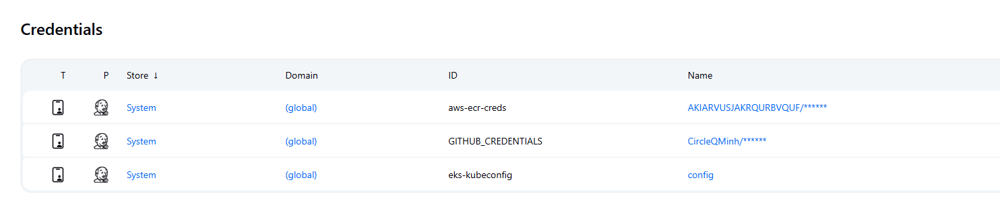 Credentials
T P Store ↓ Domain ID Name
System (global) aws-ecr-creds AKIARVUSJAKRQURBVQUF/******
System (global) GITHUB_CREDENTIALS CircleQMinh/******
System (global) eks-kubeconfig config